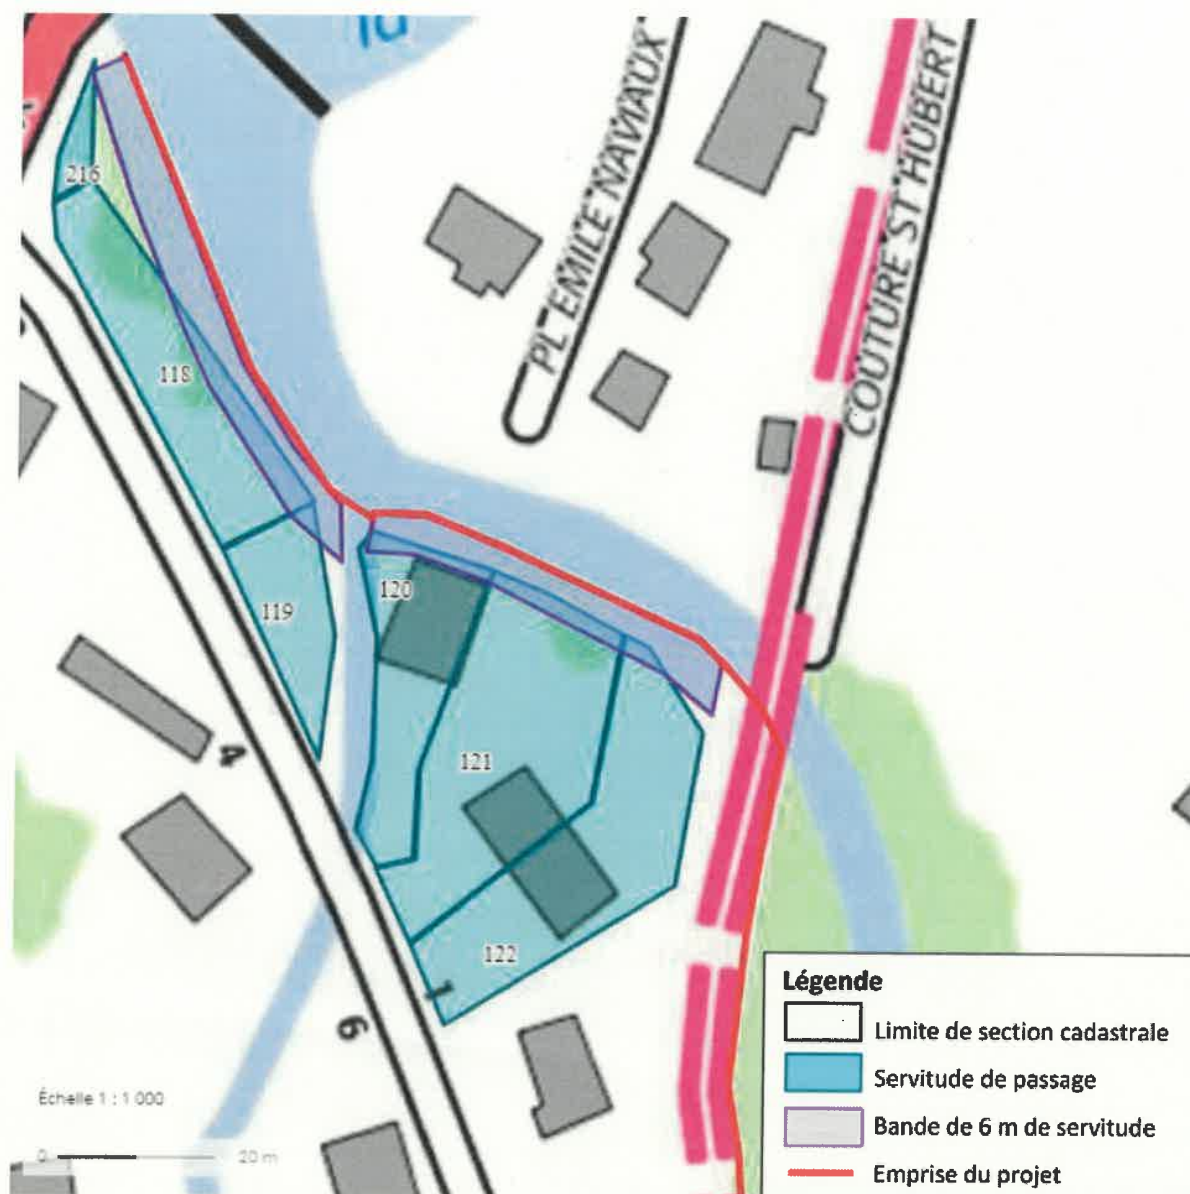 PL EMILE NAVIAUX
COUTURE ST HUBERT
216
118
119
120
121
122
4
1
6
Légende
Limite de section cadastrale
Servitude de passage
Bande de 6 m de servitude
Emprise du projet
Échelle 1 : 1 000
0 20 m